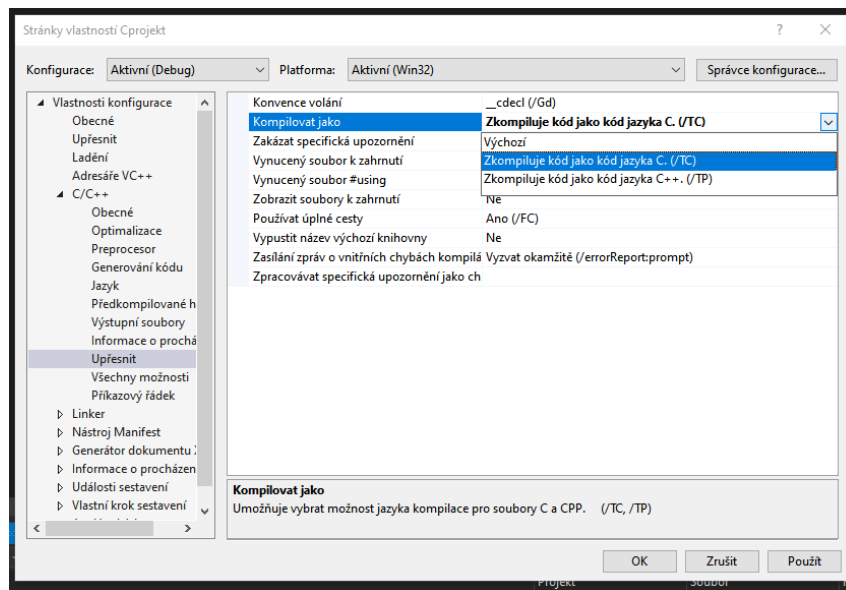 Stránky vlastností Cprojekt
? ×
Konfigurace: Aktivní (Debug) Platforma: Aktivní (Win32) Správce konfigurace...
Vlastnosti konfigurace
Obecné
Upřesnit
Ladění
Adresáře VC++
C/C++
Obecné
Optimalizace
Preprocesor
Generování kódu
Jazyk
Předkompilované h
Výstupní soubory
Informace o prochá
Upřesnit
Všechny možnosti
Příkazový řádek
Linker
Nástroj Manifest
Generátor dokumentu
Informace o procházen
Události sestavení
Vlastní krok sestavení
Konvence volání __cdecl (/Gd)
Kompilovat jako Zkompiluje kód jako kód jazyka C. (/TC)
Zakázat specifická upozornění
Výchozí
Vynucený soubor k zahrnutí
Zkompiluje kód jako kód jazyka C. (/TC)
Vynucený soubor #using
Zkompiluje kód jako kód jazyka C++. (/TP)
Zobrazit soubory k zahrnutí Ne
Používat úplné cesty Ano (/FC)
Vypustit název výchozí knihovny Ne
Zasílání zpráv o vnitřních chybách kompilá Vyzvat okamžitě (/errorReport:prompt)
Zpracovávat specifická upozornění jako ch
Kompilovat jako
Umožňuje vybrat možnost jazyka kompilace pro soubory C a CPP. (/TC, /TP)
OK Zrušit Použít
Projekt Soubor